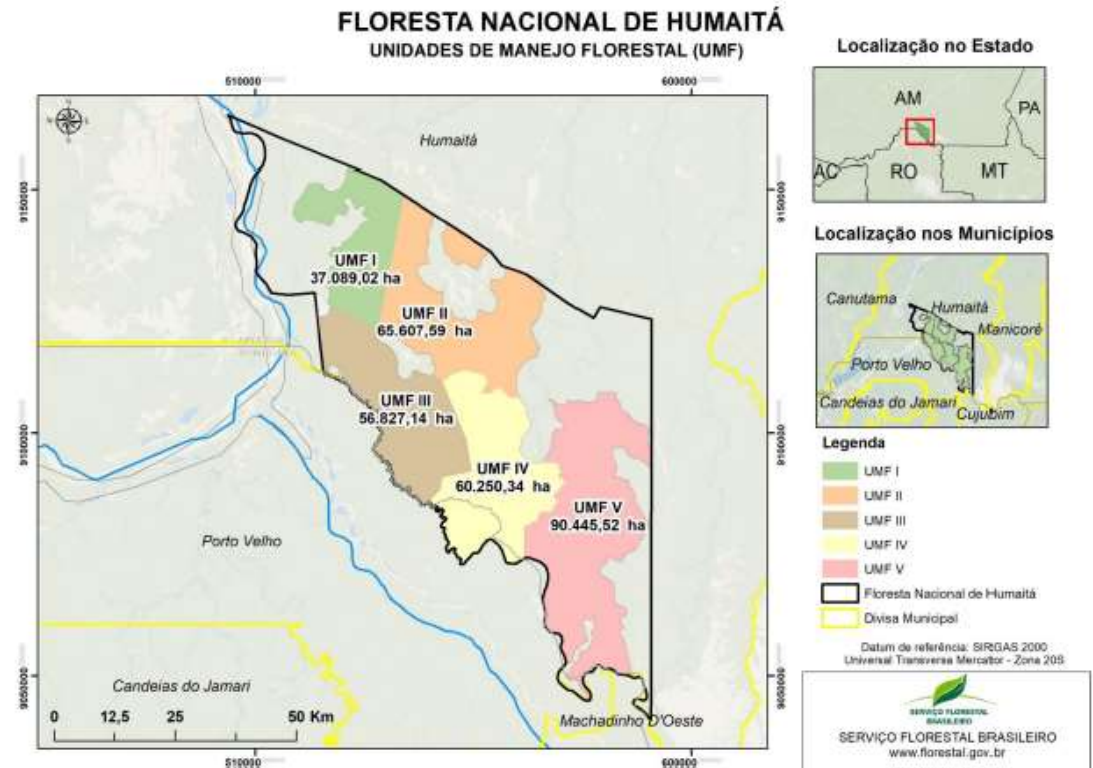 FLORESTA NACIONAL DE HUMAITÁ
UNIDADES DE MANEJO FLORESTAL (UMF)
510000
600000
9150000
9150000
9100000
9100000
9050000
9050000
510000
600000
Humaitá
UMF I
37.089,02 ha
UMF II
65.607,59 ha
UMF III
56.827,14 ha
UMF IV
60.250,34 ha
UMF V
90.445,52 ha
Porto Velho
Candeias do Jamari
Machadinho D'Oeste
0 12,5 25 50 Km
Localização no Estado
AM
PA
AC
RO
MT
Localização nos Municípios
Canutama
Humaitá
Manicoré
Porto Velho
Candeias do Jamari
Cujubim
Legenda
UMF I
UMF II
UMF III
UMF IV
UMF V
Floresta Nacional de Humaitá
Divisa Municipal
Datum de referência: SIRGAS 2000
Universal Transversa Mercator - Zona 20S
SERVIÇO FLORESTAL
BRASILEIRO
SERVIÇO FLORESTAL BRASILEIRO
www.florestal.gov.br